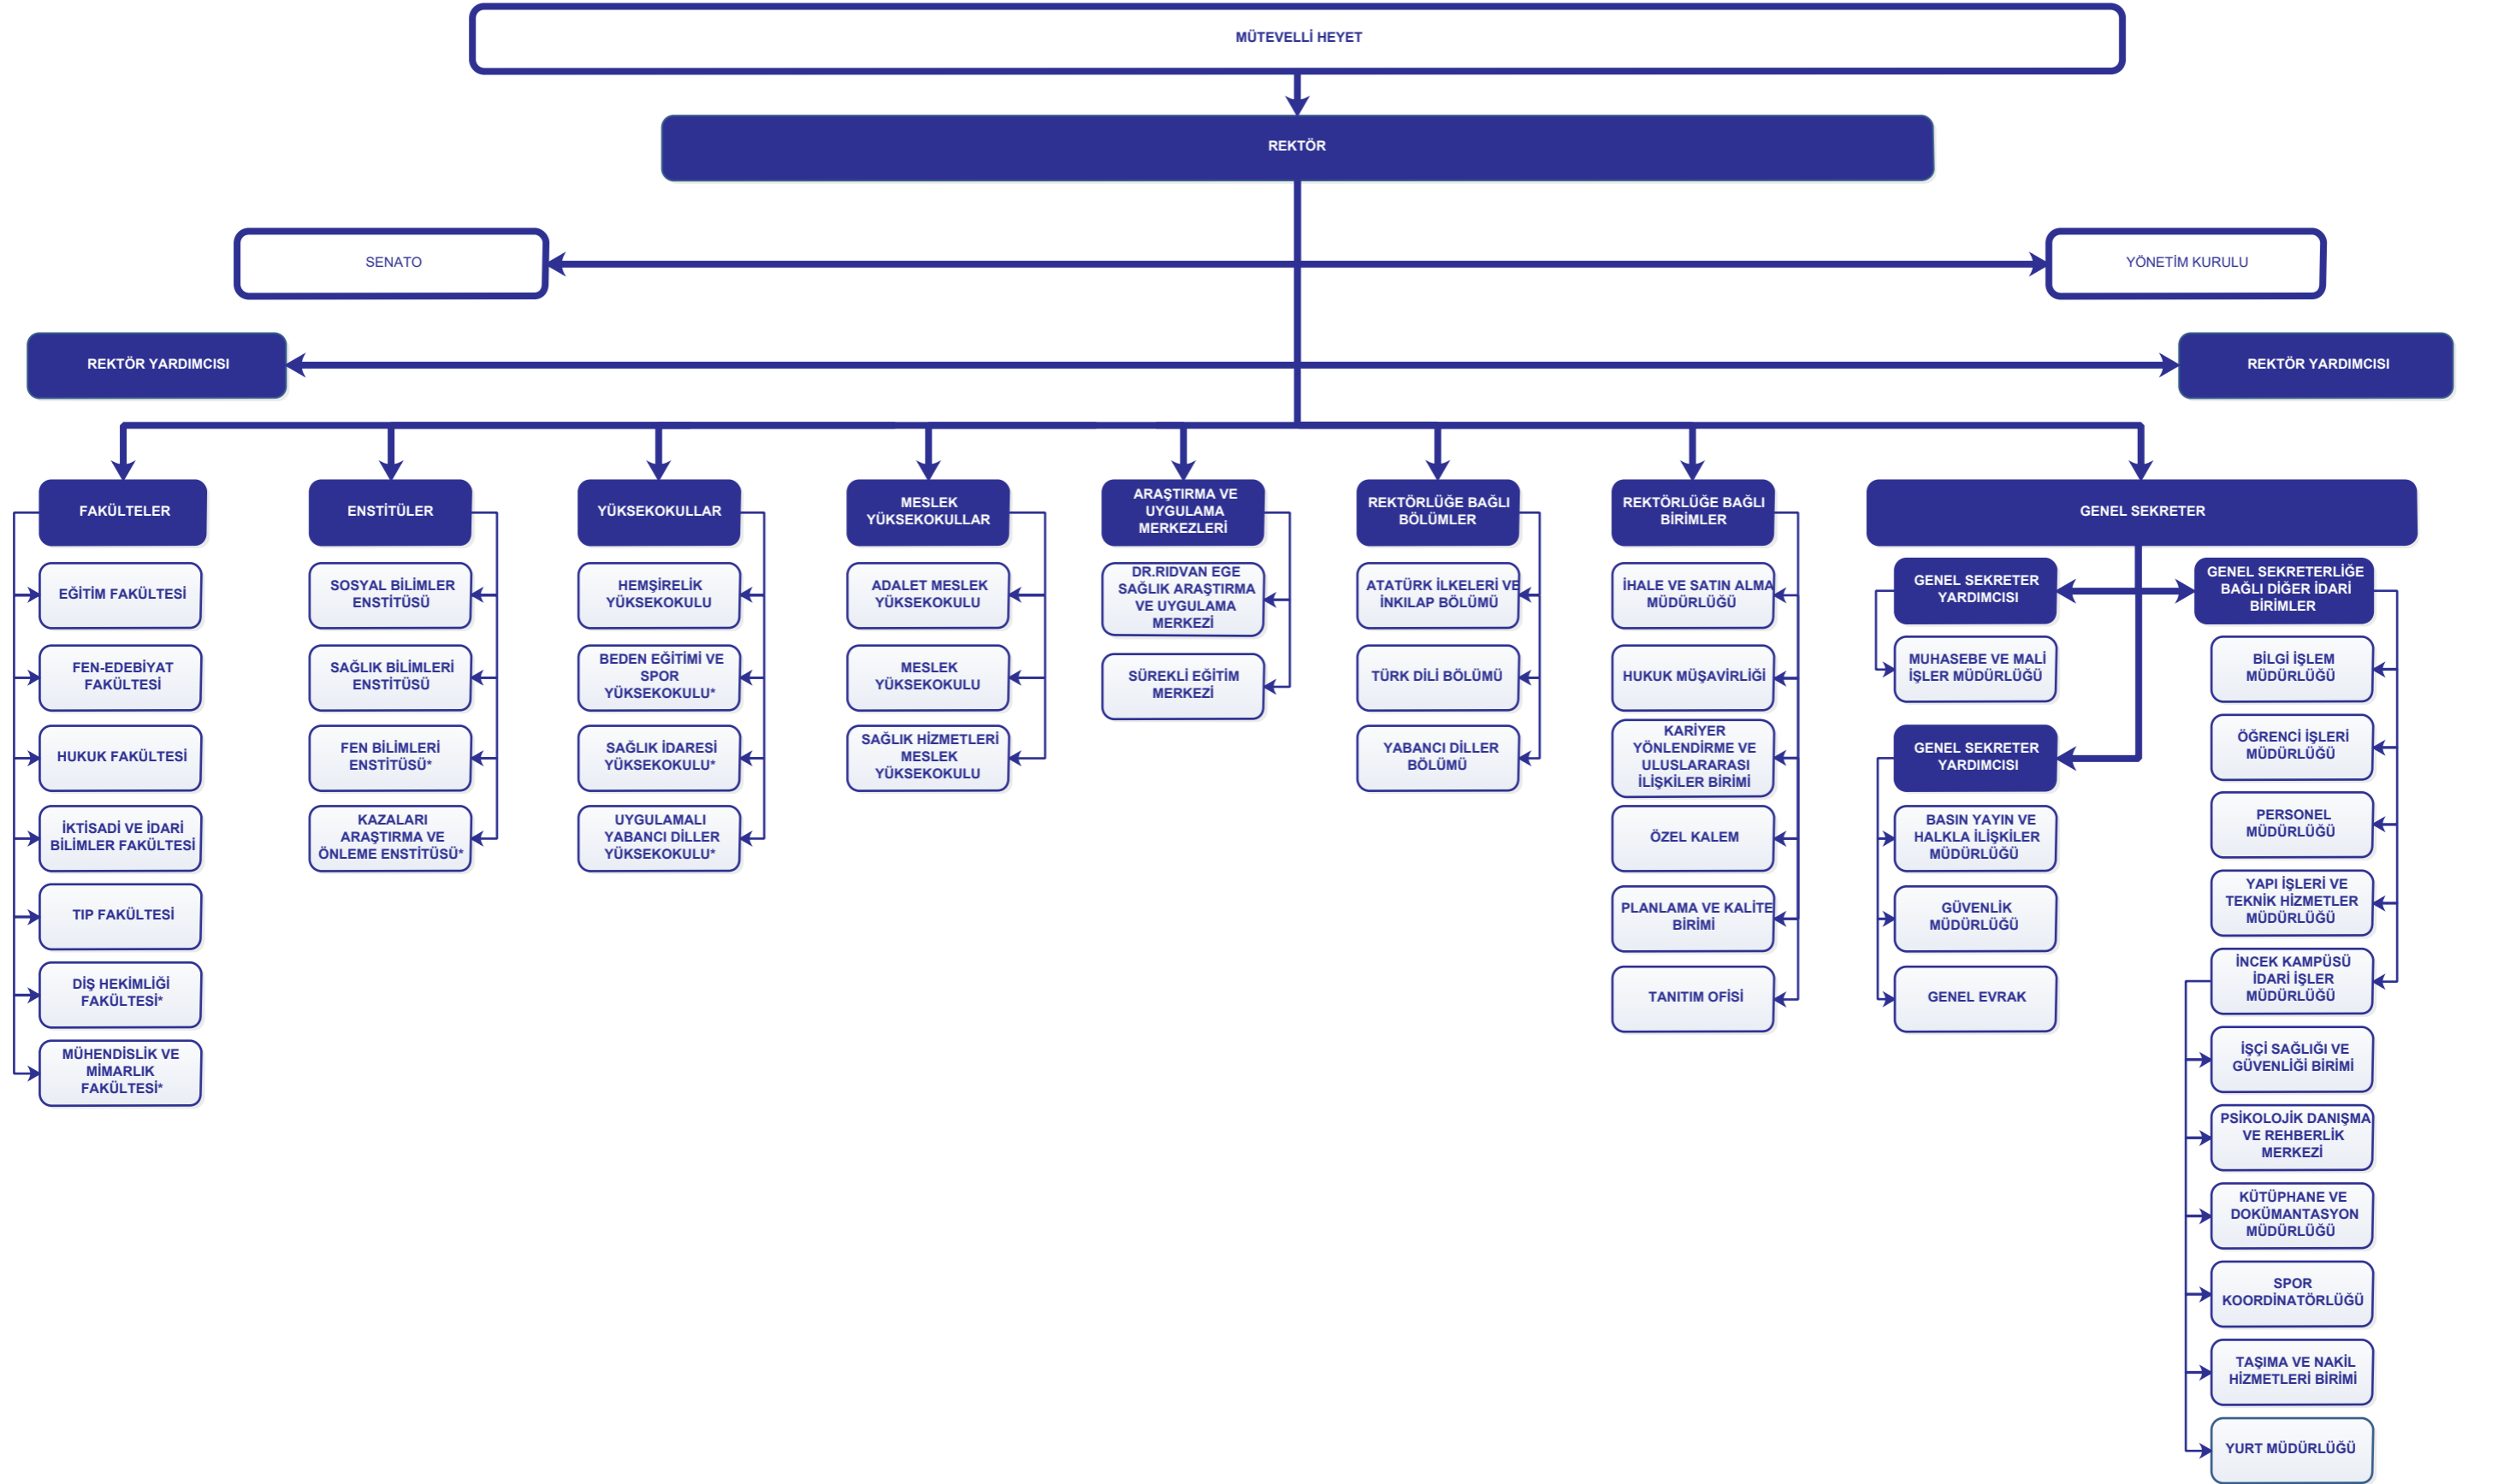 MÜTEVELLİ HEYET
REKTÖR
SENATO
YÖNETİM KURULU
REKTÖR YARDIMCISI
REKTÖR YARDIMCISI
FAKÜLTELER
EĞİTİM FAKÜLTESİ
FEN-EDEBİYAT
FAKÜLTESİ
HUKUK FAKÜLTESİ
İKTİSADİ VE İDARİ
BİLİMLER FAKÜLTESİ
TIP FAKÜLTESİ
DİŞ HEKİMLİĞİ
FAKÜLTESİ*
MÜHENDİSLİK VE
MİMARLIK
FAKÜLTESİ*
ENSTİTÜLER
SOSYAL BİLİMLER
ENSTİTÜSÜ
SAĞLIK BİLİMLERİ
ENSTİTÜSÜ
FEN BİLİMLERİ
ENSTİTÜSÜ*
KAZALARI
ARAŞTIRMA VE
ÖNLEME ENSTİTÜSÜ*
YÜKSEKOKULLAR
HEMŞİRELİK
YÜKSEKOKULU
BEDEN EĞİTİMİ VE
SPOR
YÜKSEKOKULU*
SAĞLIK İDARESİ
YÜKSEKOKULU*
UYGULAMALI
YABANCI DİLLER
YÜKSEKOKULU*
MESLEK
YÜKSEKOKULLAR
ADALET MESLEK
YÜKSEKOKULU
MESLEK
YÜKSEKOKULU
SAĞLIK HİZMETLERİ
MESLEK
YÜKSEKOKULU
ARAŞTIRMA VE
UYGULAMA
MERKEZLERİ
DR.RIDVAN EGE
SAĞLIK ARAŞTIRMA
VE UYGULAMA
MERKEZİ
SÜREKLİ EĞİTİM
MERKEZİ
REKTÖRLÜĞE BAĞLI
BÖLÜMLER
ATATÜRK İLKELERİ VE
İNKILAP BÖLÜMÜ
TÜRK DİLİ BÖLÜMÜ
YABANCI DİLLER
BÖLÜMÜ
REKTÖRLÜĞE BAĞLI
BİRİMLER
İHALE VE SATIN ALMA
MÜDÜRLÜĞÜ
HUKUK MÜŞAVİRLİĞİ
KARİYER
YÖNLENDİRME VE
ULUSLARARASI
İLİŞKİLER BİRİMİ
ÖZEL KALEM
PLANLAMA VE KALİTE
BİRİMİ
TANITIM OFİSİ
GENEL SEKRETER
GENEL SEKRETER
YARDIMCISI
MUHASEBE VE MALİ
İŞLER MÜDÜRLÜĞÜ
GENEL SEKRETER
YARDIMCISI
BASIN YAYIN VE
HALKLA İLİŞKİLER
MÜDÜRLÜĞÜ
GÜVENLİK
MÜDÜRLÜĞÜ
GENEL EVRAK
GENEL SEKRETERLİĞE
BAĞLI DİĞER İDARİ
BİRİMLER
BİLGİ İŞLEM
MÜDÜRLÜĞÜ
ÖĞRENCİ İŞLERİ
MÜDÜRLÜĞÜ
PERSONEL
MÜDÜRLÜĞÜ
YAPI İŞLERİ VE
TEKNİK HİZMETLER
MÜDÜRLÜĞÜ
İNCEK KAMPÜSÜ
İDARİ İŞLER
MÜDÜRLÜĞÜ
İŞÇİ SAĞLIĞI VE
GÜVENLİĞİ BİRİMİ
PSİKOLOJİK DANIŞMA
VE REHBERLİK
MERKEZİ
KÜTÜPHANE VE
DOKÜMANTASYON
MÜDÜRLÜĞÜ
SPOR
KOORDİNATÖRLÜĞÜ
TAŞIMA VE NAKİL
HİZMETLERİ BİRİMİ
YURT MÜDÜRLÜĞÜ